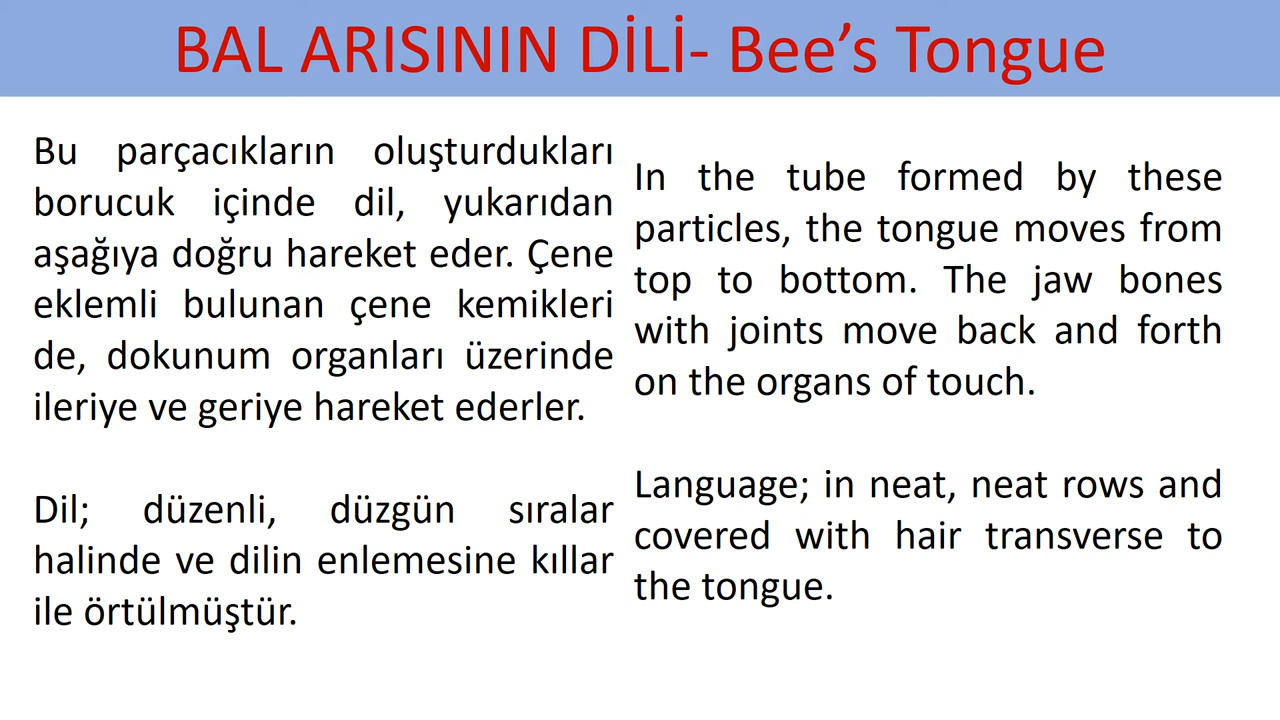 BAL ARISININ DİLİ- Bee’s Tongue
Bu parçacıkların oluşturdukları
borucuk içinde dil, yukarıdan
aşağıya doğru hareket eder. Çene
eklemli bulunan çene kemikleri
de, dokunum organları üzerinde
ileriye ve geriye hareket ederler.
Dil; düzenli, düzgün sıralar
halinde ve dilin enlemesine kıllar
ile örtülmüştür.
In the tube formed by these
particles, the tongue moves from
top to bottom. The jaw bones
with joints move back and forth
on the organs of touch.
Language; in neat, neat rows and
covered with hair transverse to
the tongue.